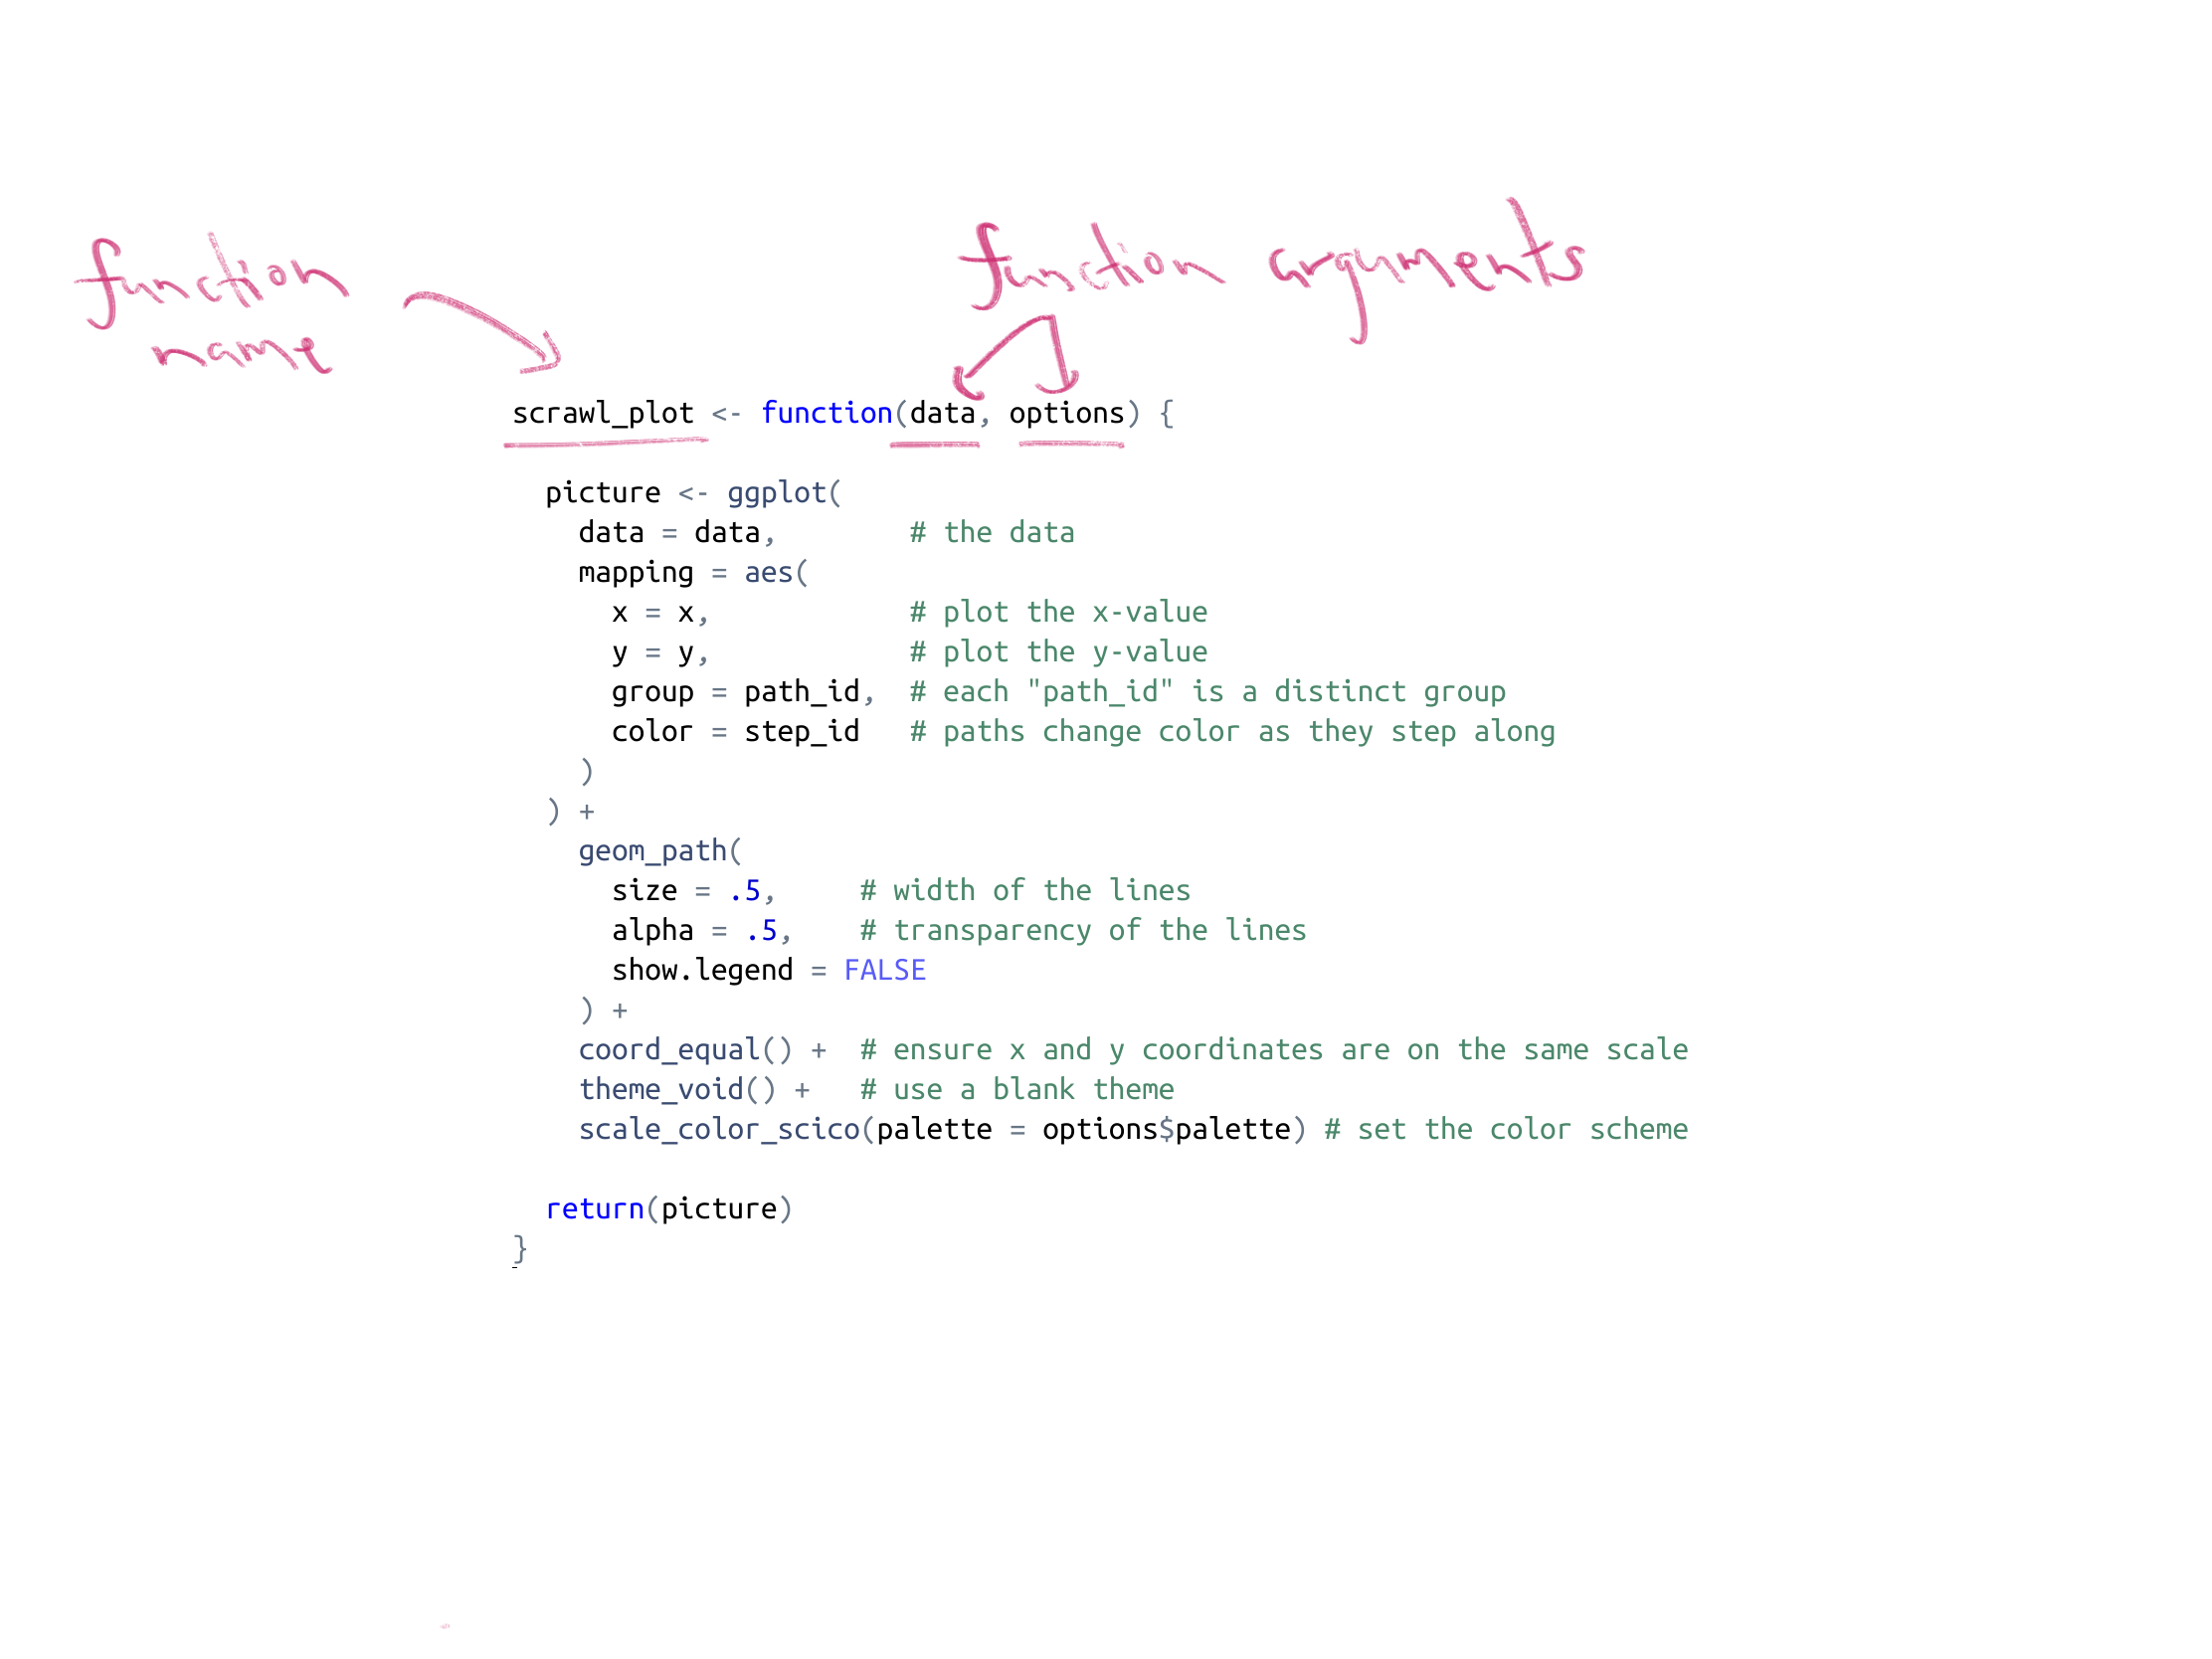 function
name
function arguments
scrawl_plot <- function(data, options) {
  picture <- ggplot(
    data = data,        # the data
    mapping = aes(
      x = x,            # plot the x-value
      y = y,            # plot the y-value
      group = path_id,  # each "path_id" is a distinct group
      color = step_id   # paths change color as they step along
    )
  ) +
    geom_path(
      size = .5,     # width of the lines
      alpha = .5,    # transparency of the lines
      show.legend = FALSE
    ) +
    coord_equal() +  # ensure x and y coordinates are on the same scale
    theme_void() +   # use a blank theme
    scale_color_scico(palette = options$palette) # set the color scheme
  return(picture)
}